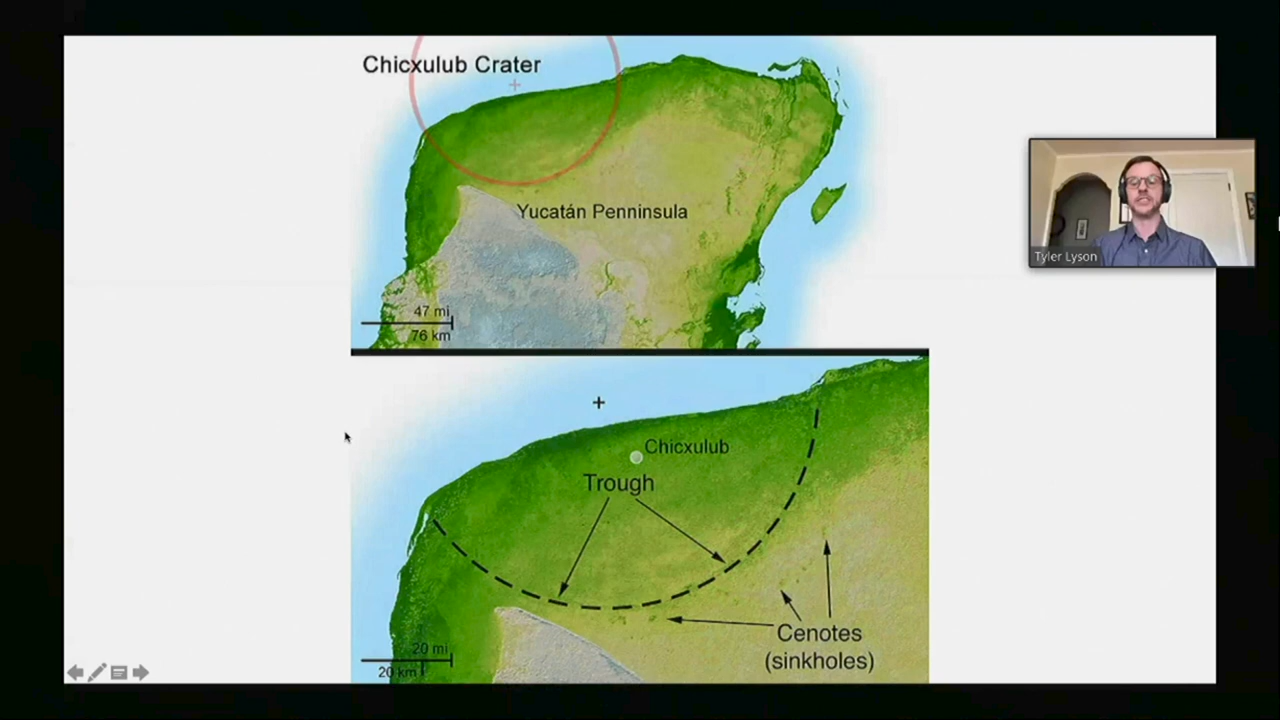 Chicxulub Crater
Yucatán Penninsula
47 mi
76 km
Tyler Lyson
Chicxulub
Trough
Cenotes
(sinkholes)
20 mi
20 km